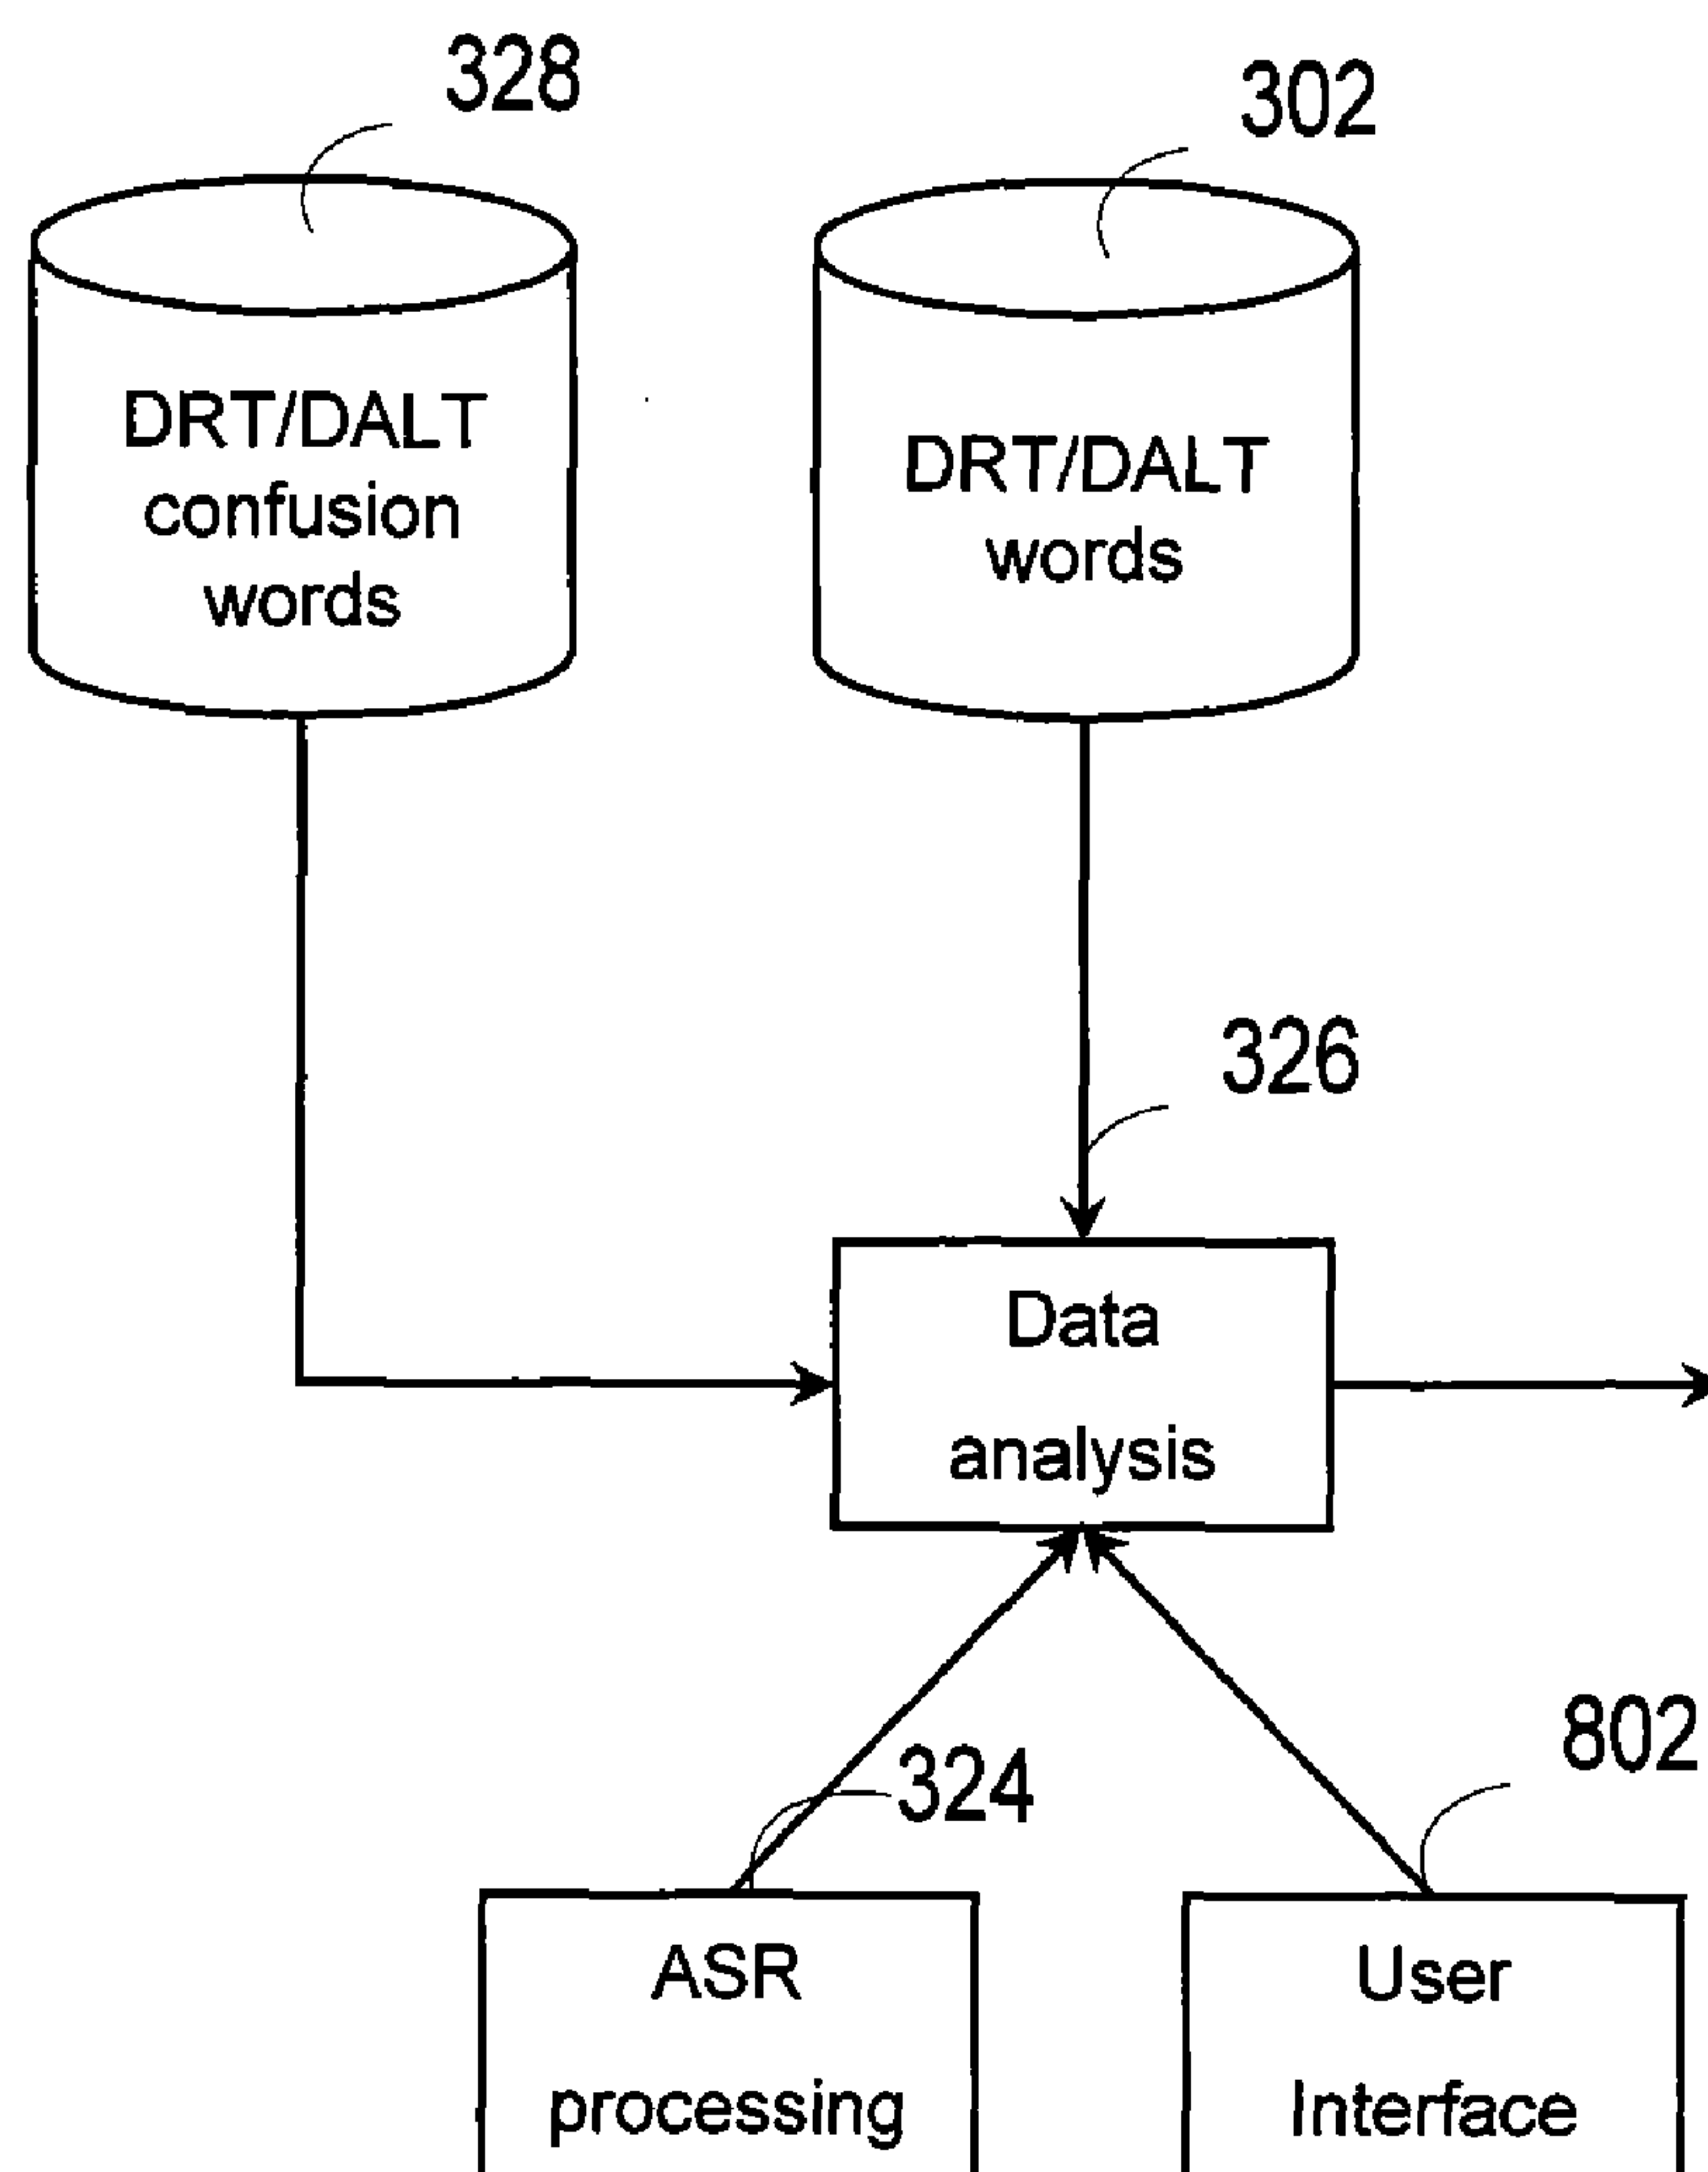 328
302
DRT/DALT
confusion
words
DRT/DALT
words
326
Data
analysis
324
802
ASR
processing
User
Interface